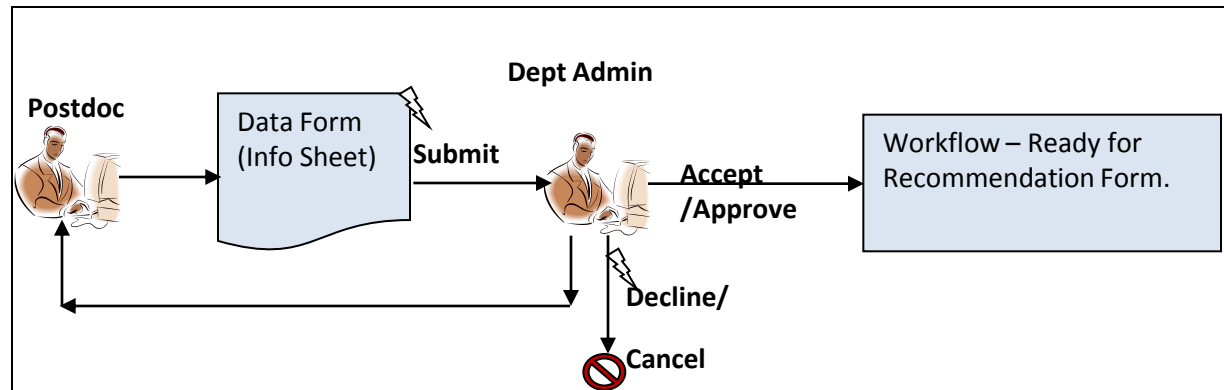 Dept Admin
Postdoc
Data Form
(Info Sheet)
Submit
Accept
/Approve
Workflow – Ready for
Recommendation Form.
Decline/
Cancel